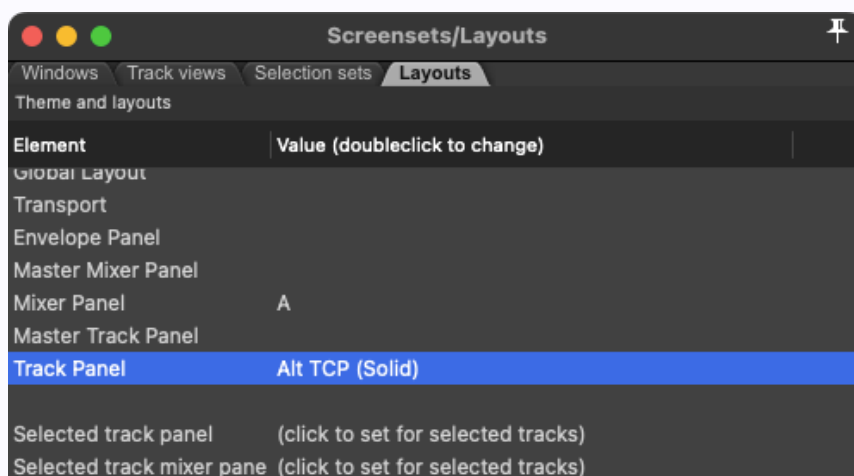 Screensets/Layouts
Windows Track views Selection sets Layouts
Theme and layouts
Element Value (doubleclick to change)
Global Layout
Transport
Envelope Panel
Master Mixer Panel
Mixer Panel A
Master Track Panel
Track Panel Alt TCP (Solid)
Selected track panel (click to set for selected tracks)
Selected track mixer pane (click to set for selected tracks)